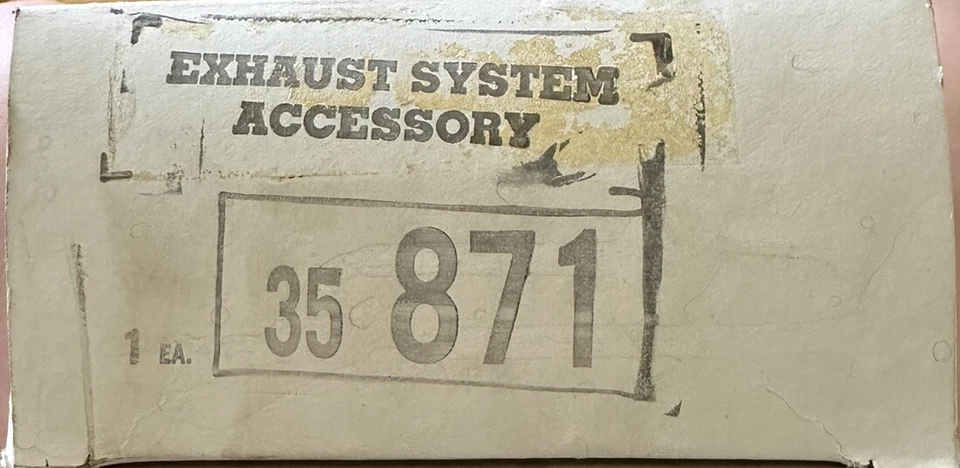 EXHAUST SYSTEM
ACCESSORY
35 871
1 EA.